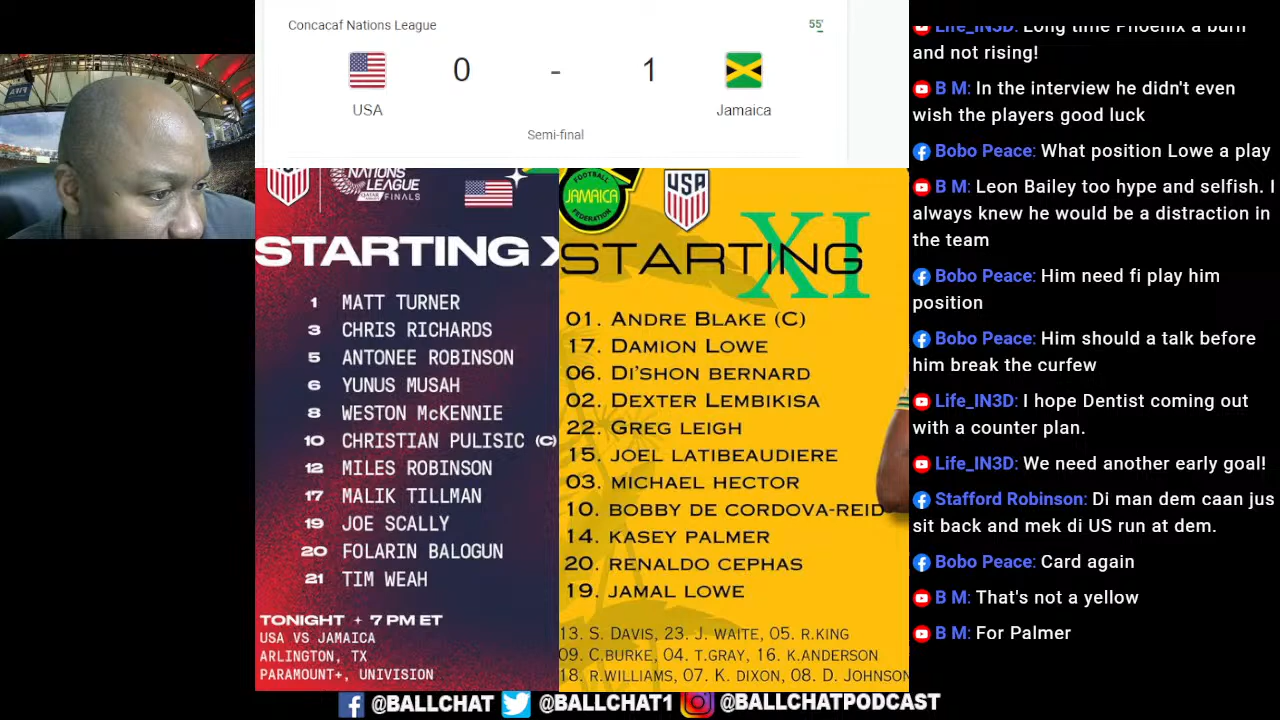 Concacaf Nations League
55'
USA
0 - 1
Jamaica
Semi-final
NATIONS
LEAGUE
FINALS
STARTING X
1 MATT TURNER
3 CHRIS RICHARDS
5 ANTONEE ROBINSON
6 YUNUS MUSAH
8 WESTON McKENNIE
10 CHRISTIAN PULISIC (C)
12 MILES ROBINSON
17 MALIK TILLMAN
19 JOE SCALLY
20 FOLARIN BALOGUN
21 TIM WEAH
TONIGHT + 7 PM ET
USA VS JAMAICA
ARLINGTON, TX
PARAMOUNT+, UNIVISION
FOOTBALL
JAMAICA
FEDERATION
USA
STARTING XI
01. ANDRE BLAKE (C)
17. DAMION LOWE
06. DI'SHON BERNARD
02. DEXTER LEMBIKISA
22. GREG LEIGH
15. JOEL LATIBEAUDIERE
03. MICHAEL HECTOR
10. BOBBY DE CORDOVA-REID
14. KASEY PALMER
20. RENALDO CEPHAS
19. JAMAL LOWE
13. S. DAVIS, 23. J. WAITE, 05. R.KING
09. C.BURKE, 04. T.GRAY, 16. K.ANDERSON
18. R.WILLIAMS, 07. K. DIXON, 08. D. JOHNSON
Life_IN3D: Long time Phoenix a burn
and not rising!
B M: In the interview he didn't even
wish the players good luck
Bobo Peace: What position Lowe a play
B M: Leon Bailey too hype and selfish. I
always knew he would be a distraction in
the team
Bobo Peace: Him need fi play him
position
Bobo Peace: Him should a talk before
him break the curfew
Life_IN3D: I hope Dentist coming out
with a counter plan.
Life_IN3D: We need another early goal!
Stafford Robinson: Di man dem caan jus
sit back and mek di US run at dem.
Bobo Peace: Card again
B M: That's not a yellow
B M: For Palmer
@BALLCHAT @BALLCHAT1 @BALLCHATPODCAST